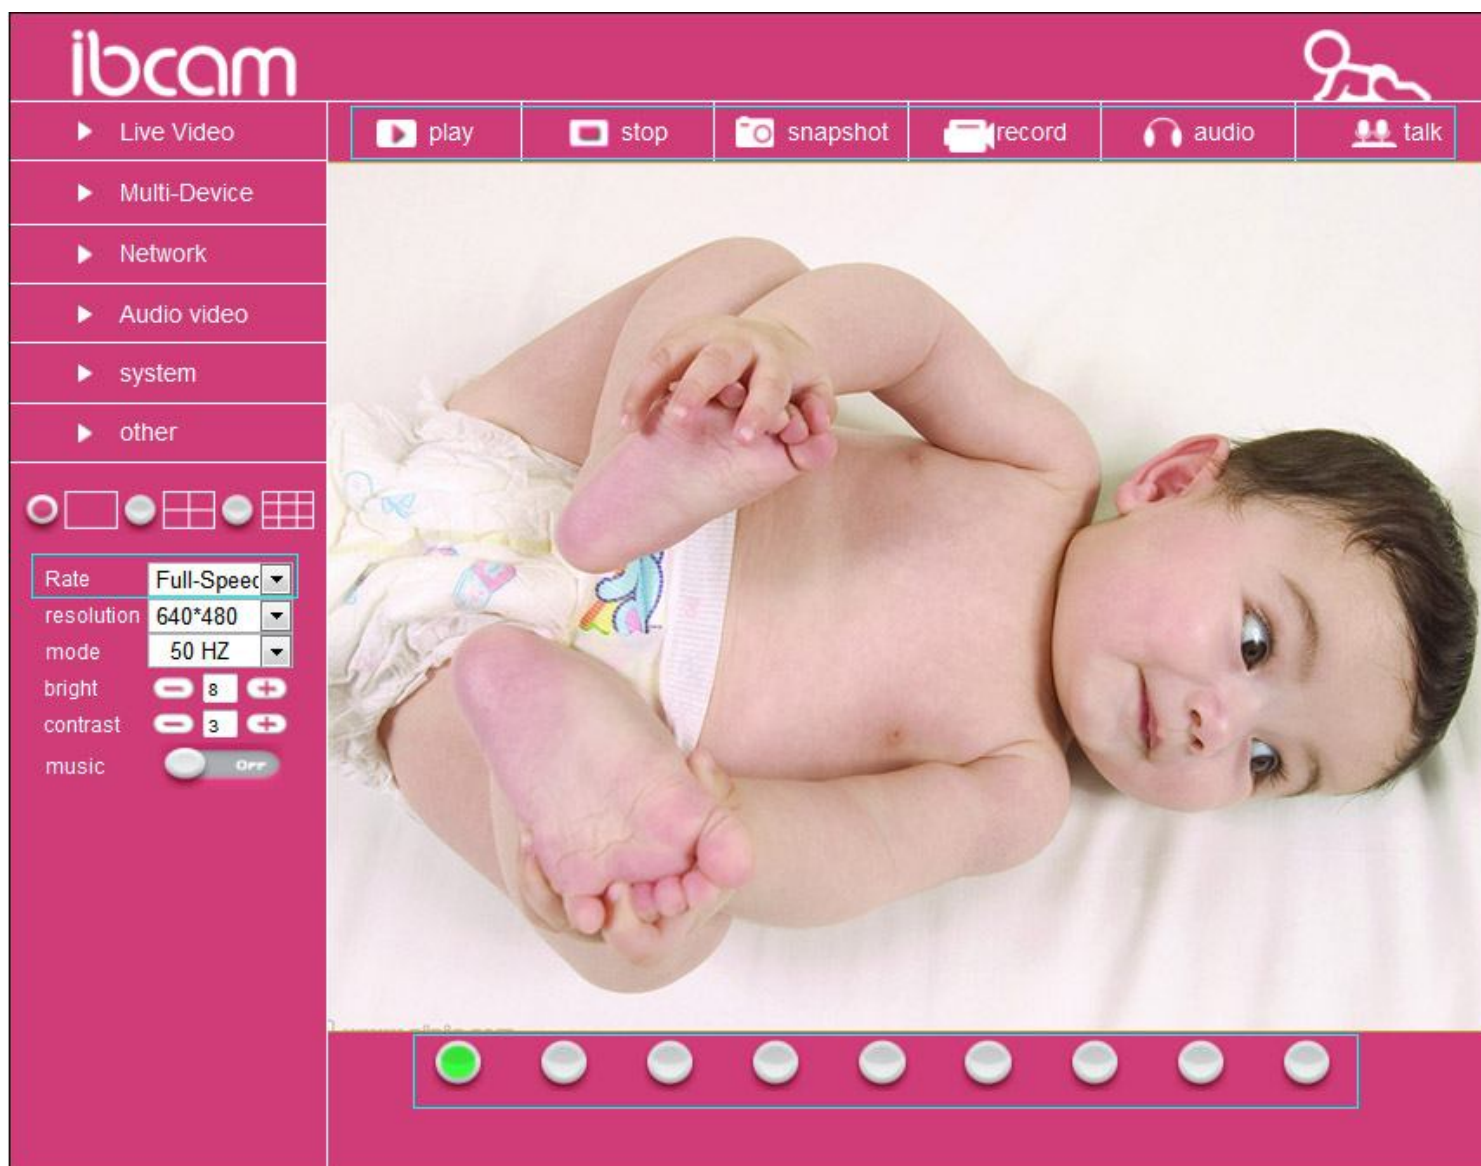 ibcam
Live Video
play
stop
snapshot
record
audio
talk
Multi-Device
Network
Audio video
system
other
Rate Full-Speed
resolution 640*480
mode 50 HZ
bright 8
contrast 3
music OFF